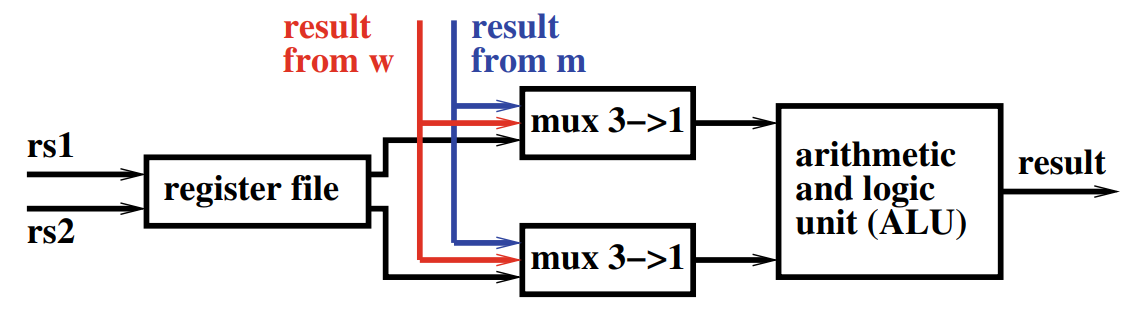 result
from w
result
from m
mux 3–>1
rs1
register file
rs2
mux 3–>1
arithmetic
and logic
unit (ALU)
result